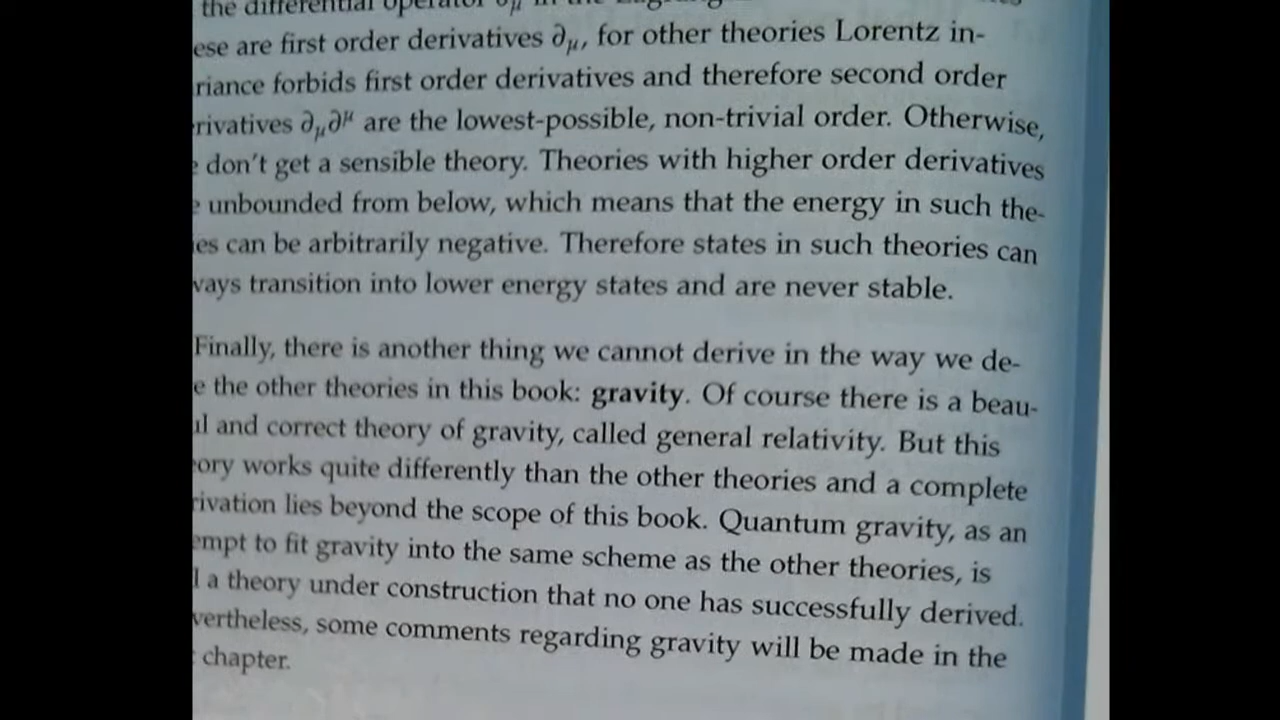 the differential operator ∂μ in the
ese are first order derivatives ∂μ, for other theories Lorentz in-
riance forbids first order derivatives and therefore second order
rivatives ∂μ∂^μ are the lowest-possible, non-trivial order. Otherwise,
don't get a sensible theory. Theories with higher order derivatives
unbounded from below, which means that the energy in such the-
es can be arbitrarily negative. Therefore states in such theories can
ways transition into lower energy states and are never stable.
Finally, there is another thing we cannot derive in the way we de-
e the other theories in this book: gravity. Of course there is a beau-
ul and correct theory of gravity, called general relativity. But this
ory works quite differently than the other theories and a complete
rivation lies beyond the scope of this book. Quantum gravity, as an
empt to fit gravity into the same scheme as the other theories, is
l a theory under construction that no one has successfully derived.
vertheless, some comments regarding gravity will be made in the
chapter.